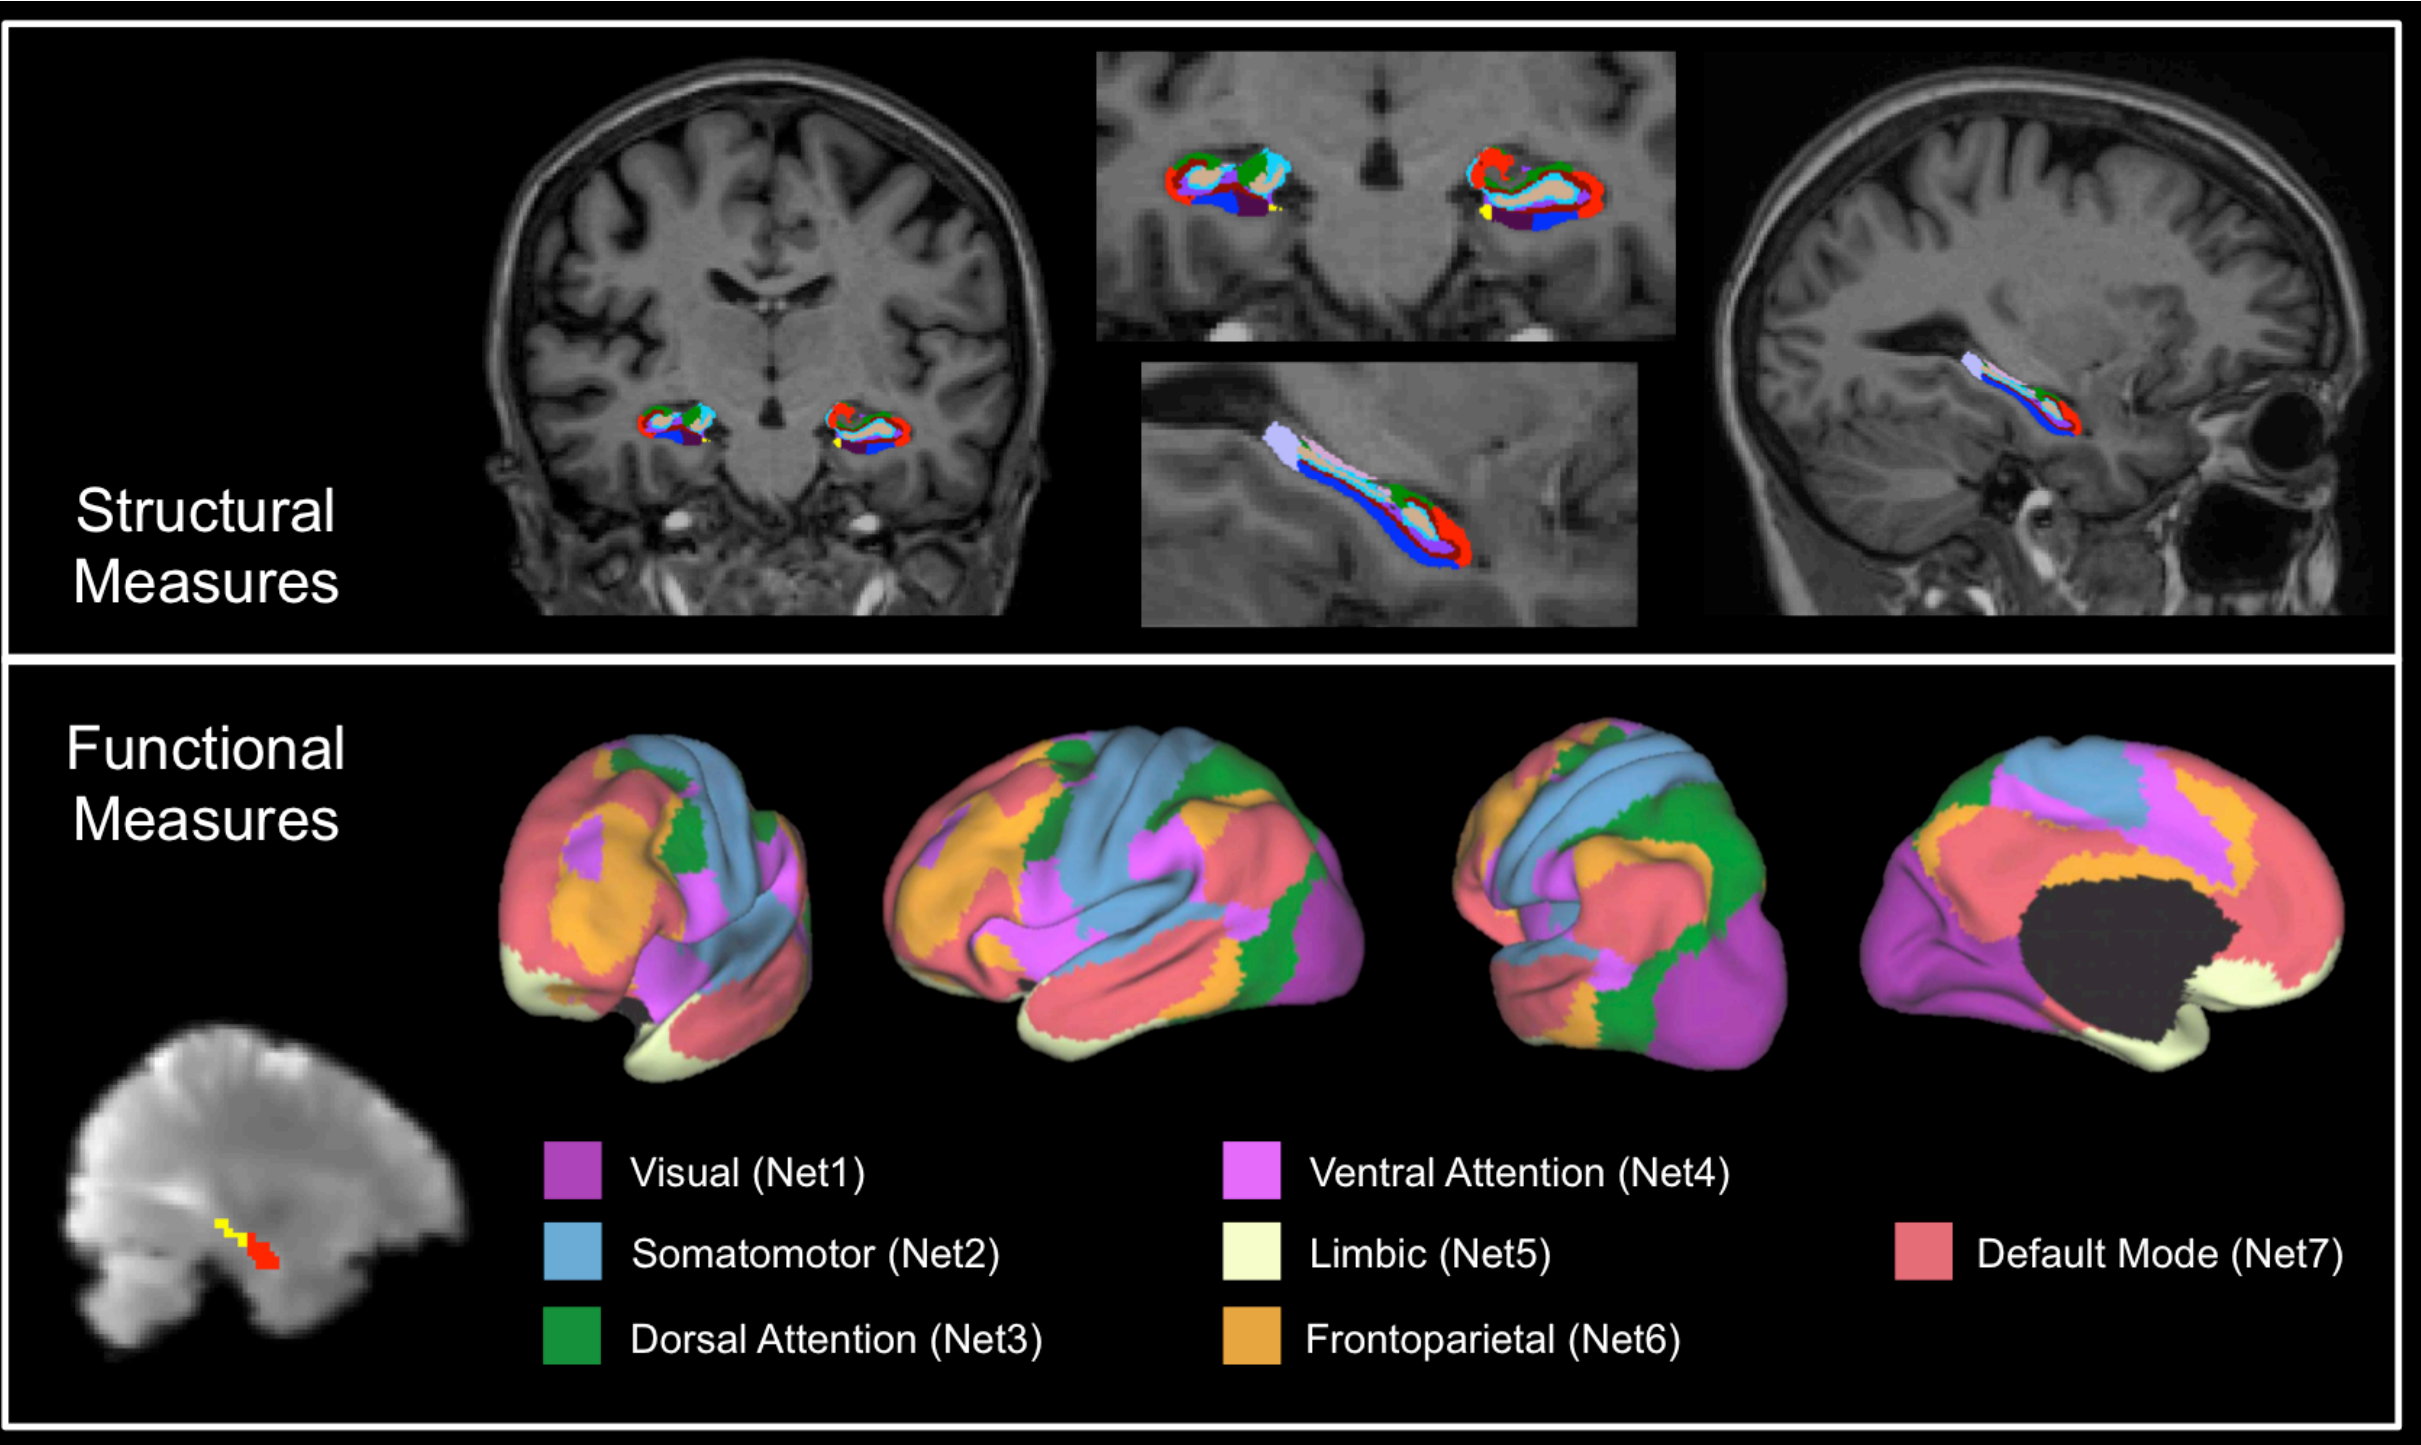 Structural
Measures
Functional
Measures
Visual (Net1)
Somatomotor (Net2)
Dorsal Attention (Net3)
Ventral Attention (Net4)
Limbic (Net5)
Frontoparietal (Net6)
Default Mode (Net7)